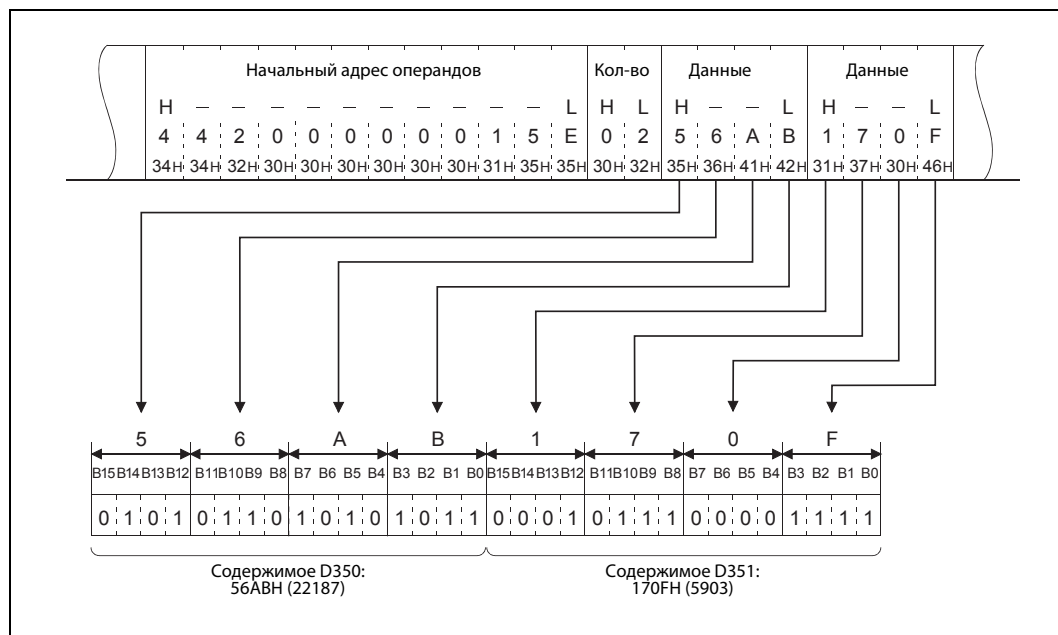 Начальный адрес операндов Кол-во Данные Данные
H – – – – – – – – – – L H L H – – L H – – L
4 4 2 0 0 0 0 0 0 1 5 E 0 2 5 6 A B 1 7 0 F
34H 34H 32H 30H 30H 30H 30H 30H 30H 31H 35H 35H 30H 32H 35H 36H 41H 42H 31H 37H 30H 46H
5 6 A B 1 7 0 F
B15 B14 B13 B12 B11 B10 B9 B8 B7 B6 B5 B4 B3 B2 B1 B0 B15 B14 B13 B12 B11 B10 B9 B8 B7 B6 B5 B4 B3 B2 B1 B0
0 1 0 1 0 1 1 0 1 0 1 0 1 0 1 1 0 0 0 1 0 1 1 1 0 0 0 0 1 1 1 1
Содержимое D350: Содержимое D351:
56ABH (22187) 170FH (5903)